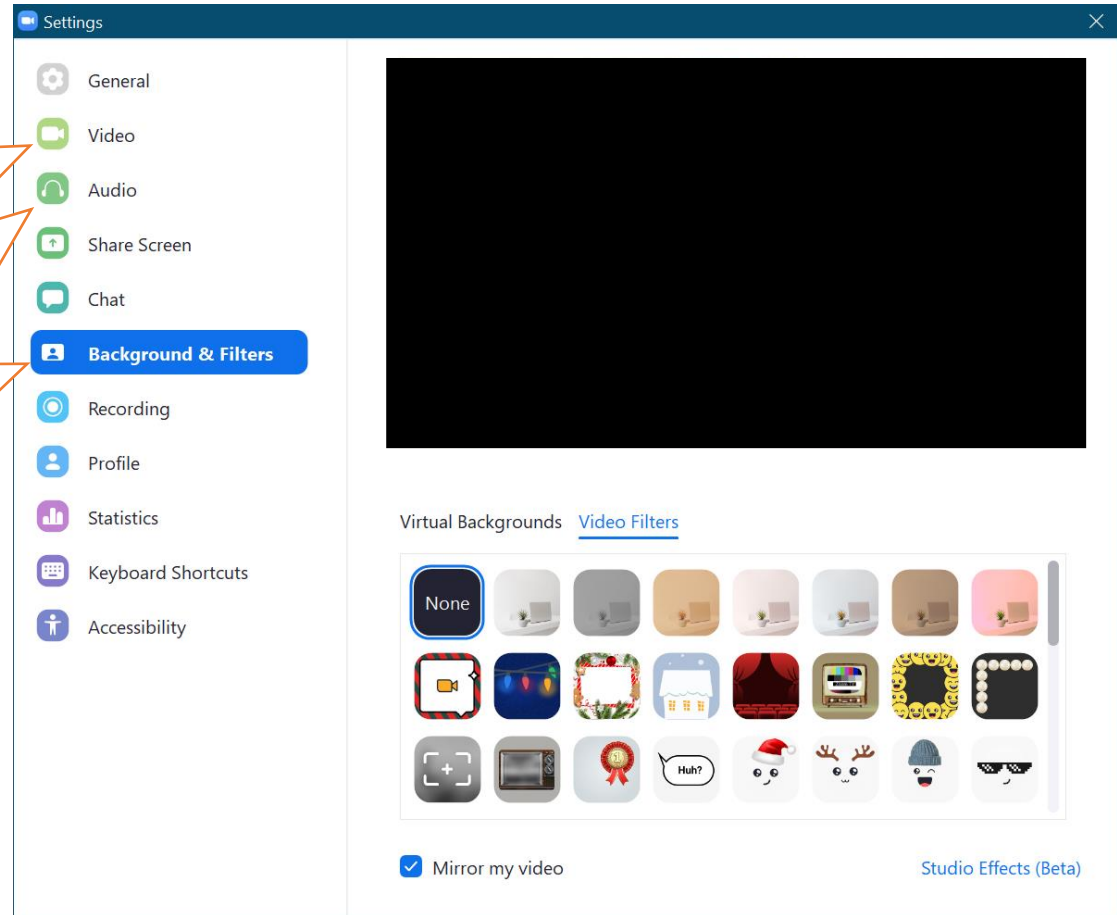 Settings
General
Video
Audio
Share Screen
Chat
Background & Filters
Recording
Profile
Statistics
Keyboard Shortcuts
Accessibility
Virtual Backgrounds Video Filters
None
Huh?
Mirror my video
Studio Effects (Beta)